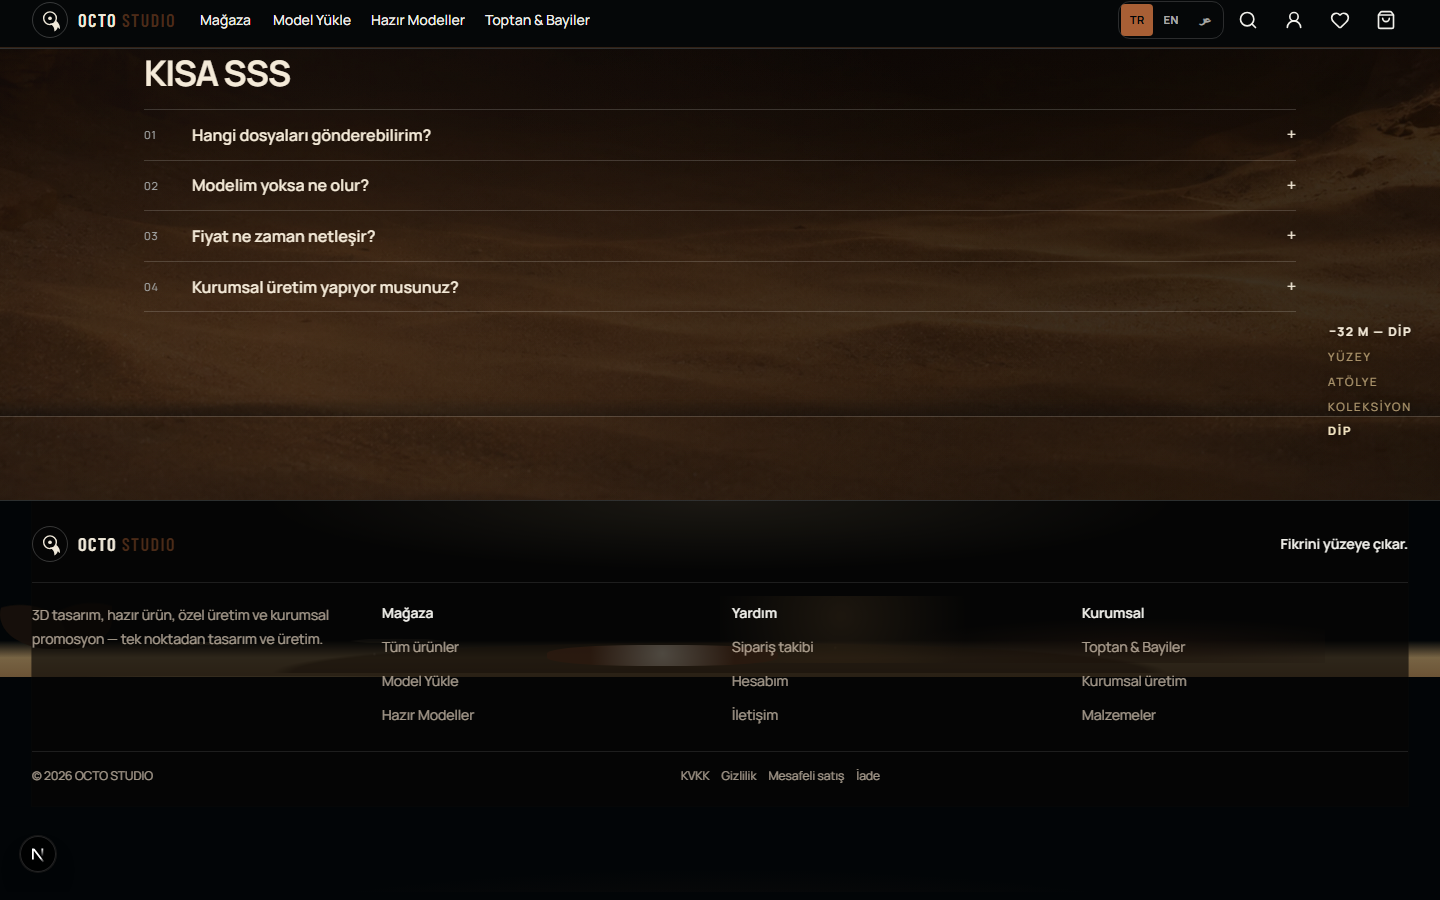 OCTO STUDIO
Mağaza
Model Yükle
Hazır Modeller
Toptan & Bayiler
TR
EN
KISA SSS
01 Hangi dosyaları gönderebilirim? +
02 Modelim yoksa ne olur? +
03 Fiyat ne zaman netleşir? +
04 Kurumsal üretim yapıyor musunuz? +
−32 M — DİP
YÜZEY
ATÖLYE
KOLEKSİYON
DİP
OCTO STUDIO
Fikrini yüzeye çıkar.
3D tasarım, hazır ürün, özel üretim ve kurumsal
promosyon — tek noktadan tasarım ve üretim.
Mağaza
Tüm ürünler
Model Yükle
Hazır Modeller
Yardım
Sipariş takibi
Hesabım
İletişim
Kurumsal
Toptan & Bayiler
Kurumsal üretim
Malzemeler
© 2026 OCTO STUDIO
KVKK Gizlilik Mesafeli satış İade
N